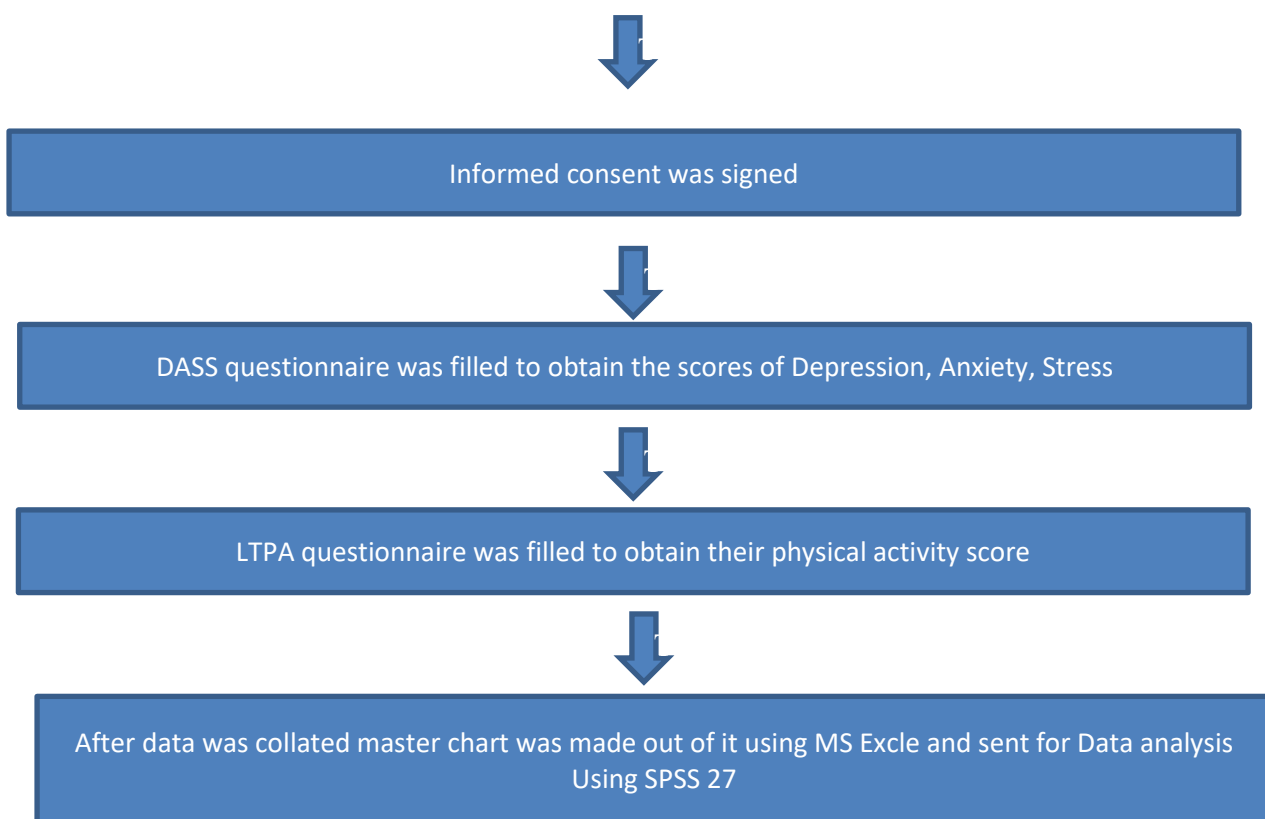 Informed consent was signed
DASS questionnaire was filled to obtain the scores of Depression, Anxiety, Stress
LTPA questionnaire was filled to obtain their physical activity score
After data was collated master chart was made out of it using MS Excle and sent for Data analysis
Using SPSS 27